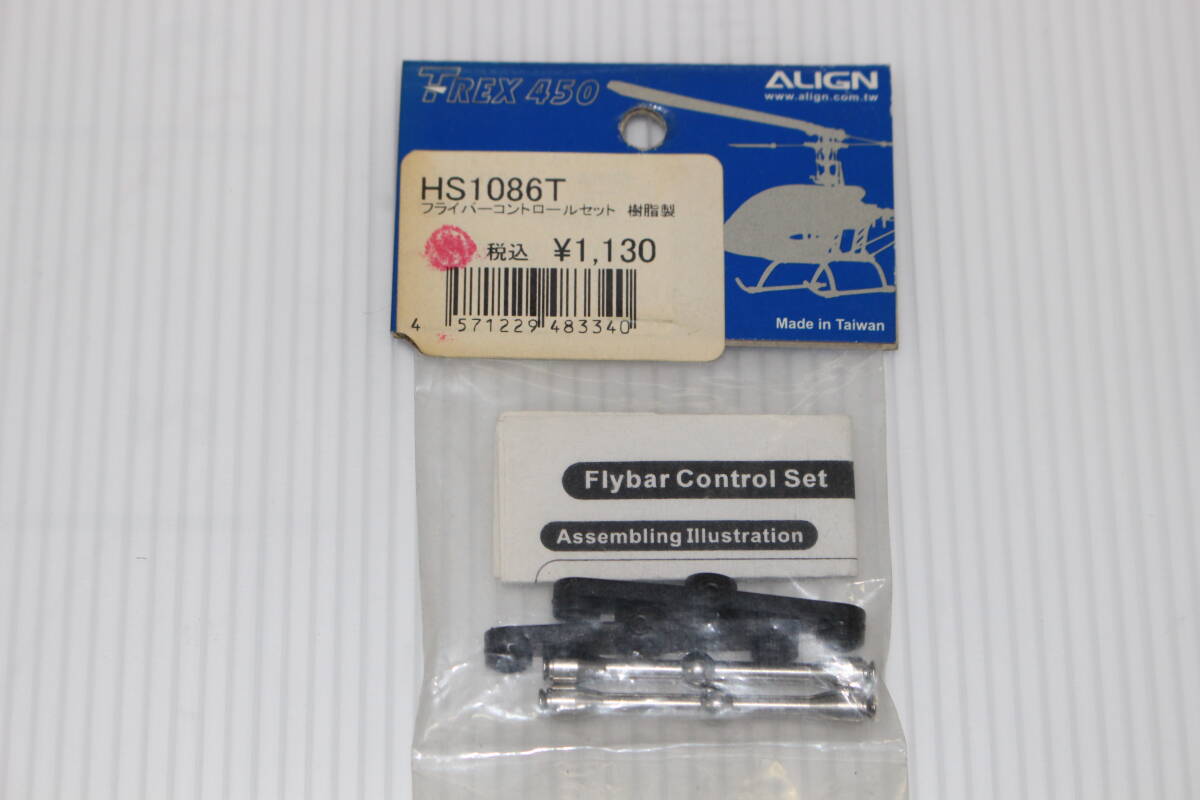 T-REX 450
ALIGN
www.align.com.tw
HS1086T
フライバーコントロールセット 樹脂製
税込 ¥1,130
4 571229 483340
Made in Taiwan
Flybar Control Set
Assembling Illustration